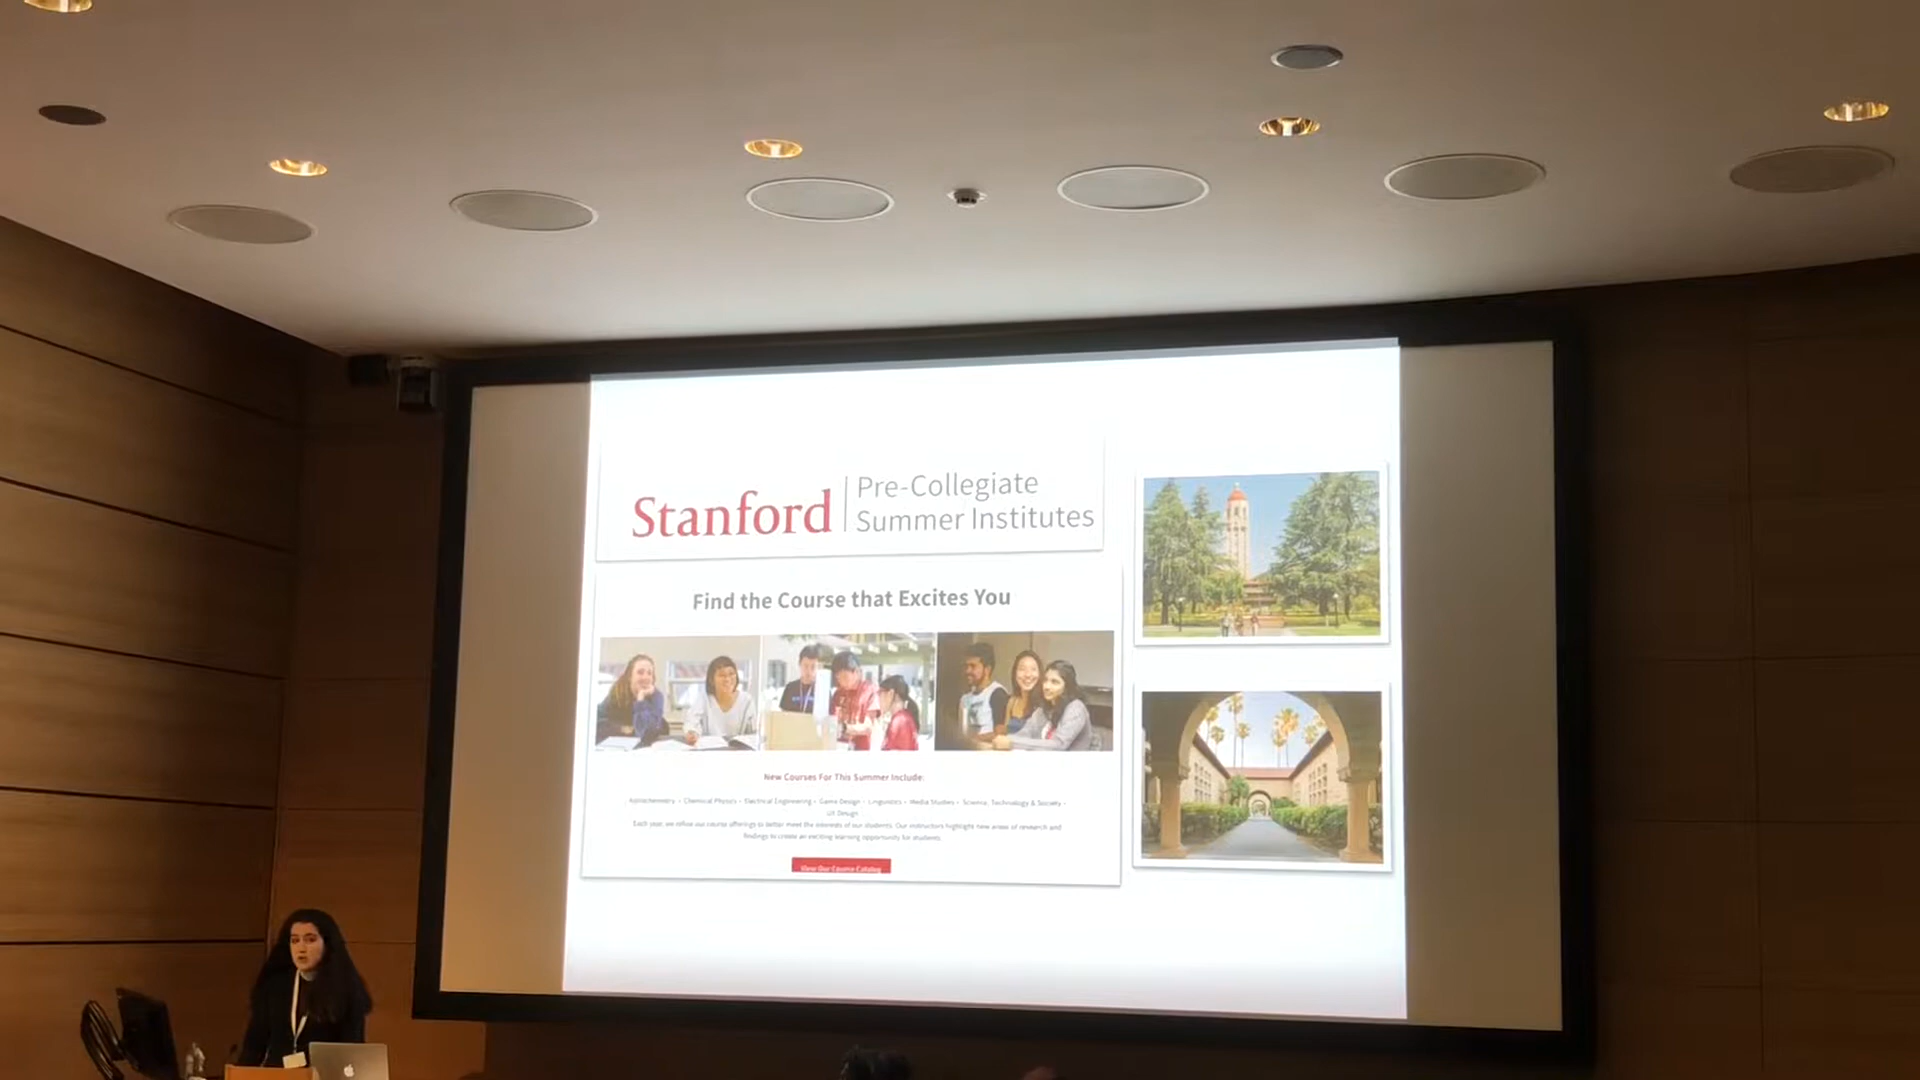 Stanford
Pre-Collegiate
Summer Institutes
Find the Course that Excites You
New Courses For This Summer Include:
Astrochemistry • Chemical Physics • Electrical Engineering • Game Design • Linguistics • Media Studies • Science, Technology & Society •
UX Design
Each year, we refine our course offerings to better meet the interests of our students. Our instructors highlight new areas of research and
findings to create an exciting learning opportunity for students.
View Our Course Catalog